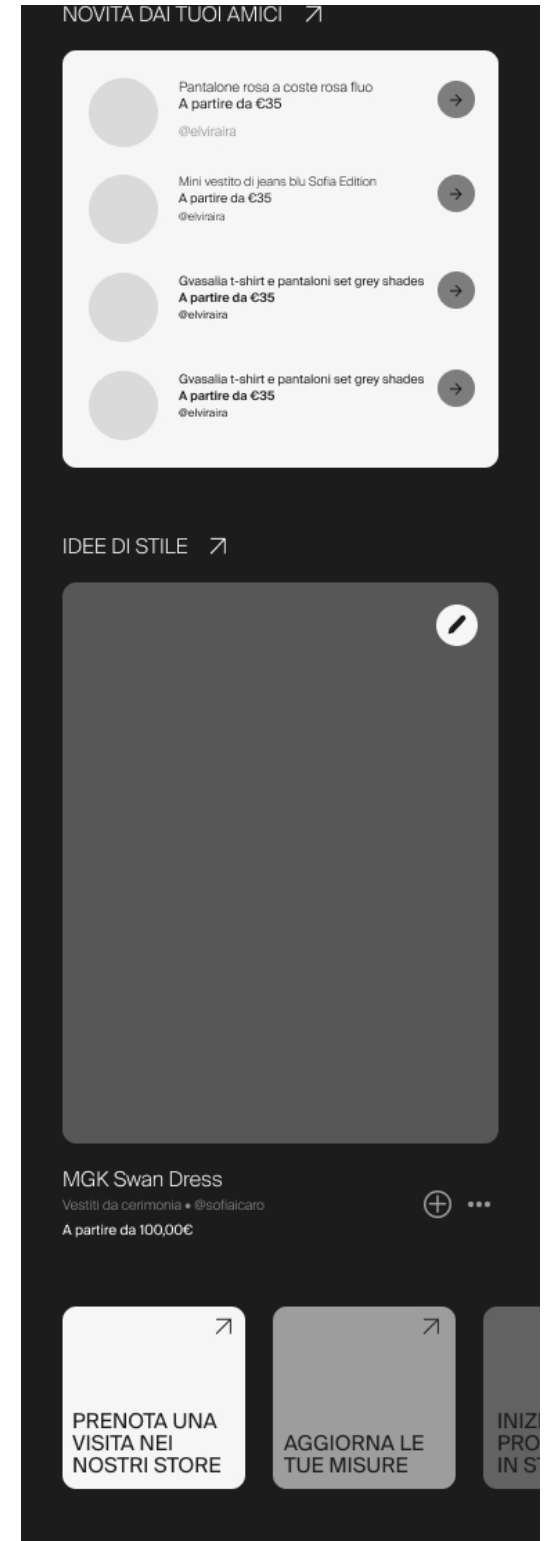 NOVITÀ DAI TUOI AMICI
Pantalone rosa a coste rosa fluo
A partire da €35
@elviraira
Mini vestito di jeans blu Sofia Edition
A partire da €35
@elviraira
Gvasalia t-shirt e pantaloni set grey shades
A partire da €35
@elviraira
Gvasalia t-shirt e pantaloni set grey shades
A partire da €35
@elviraira
IDEE DI STILE
MGK Swan Dress
Vestiti da cerimonia • @sofiaicaro
A partire da 100,00€
PRENOTA UNA
VISITA NEI
NOSTRI STORE
AGGIORNA LE
TUE MISURE